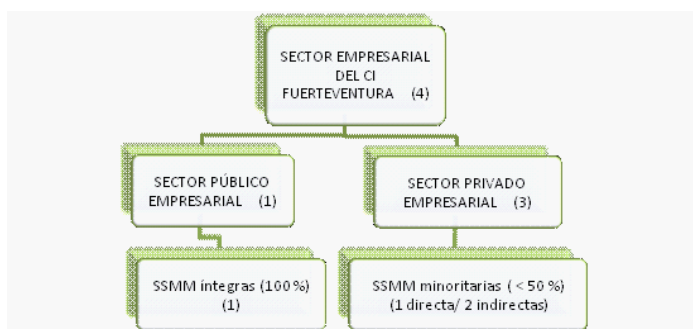 SECTOR EMPRESARIAL
DEL CI
FUERTEVENTURA (4)
SECTOR PÚBLICO
EMPRESARIAL (1)
SECTOR PRIVADO
EMPRESARIAL (3)
SSMM íntegras (100 %)
(1)
SSMM minoritarias ( < 50 %)
(1 directa/ 2 indirectas)